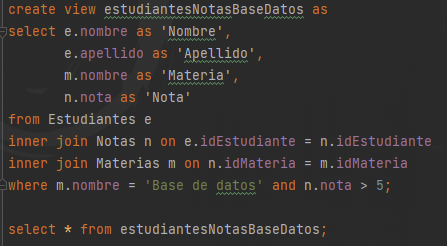 create view estudiantesNotasBaseDatos as
select e.nombre as 'Nombre',
e.apellido as 'Apellido',
m.nombre as 'Materia',
n.nota as 'Nota'
from Estudiantes e
inner join Notas n on e.idEstudiante = n.idEstudiante
inner join Materias m on n.idMateria = m.idMateria
where m.nombre = 'Base de datos' and n.nota > 5;
select * from estudiantesNotasBaseDatos;